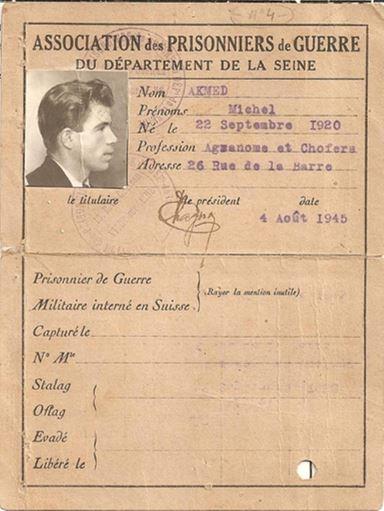 N°4
ASSOCIATION des PRISONNIERS de GUERRE
DU DÉPARTEMENT DE LA SEINE
Nom AKMED
Prénoms Michel
Né le 22 Septembre 1920
Profession Agmanome et Chofers
Adresse 26 Rue de la Barre
le titulaire le président date
4 Août 1945
Prisonnier de Guerre
(Rayer la mention inutile)
Militaire interné en Suisse
Capturé le
N° Mle
Stalag
Oflag
Evadé
Libéré le